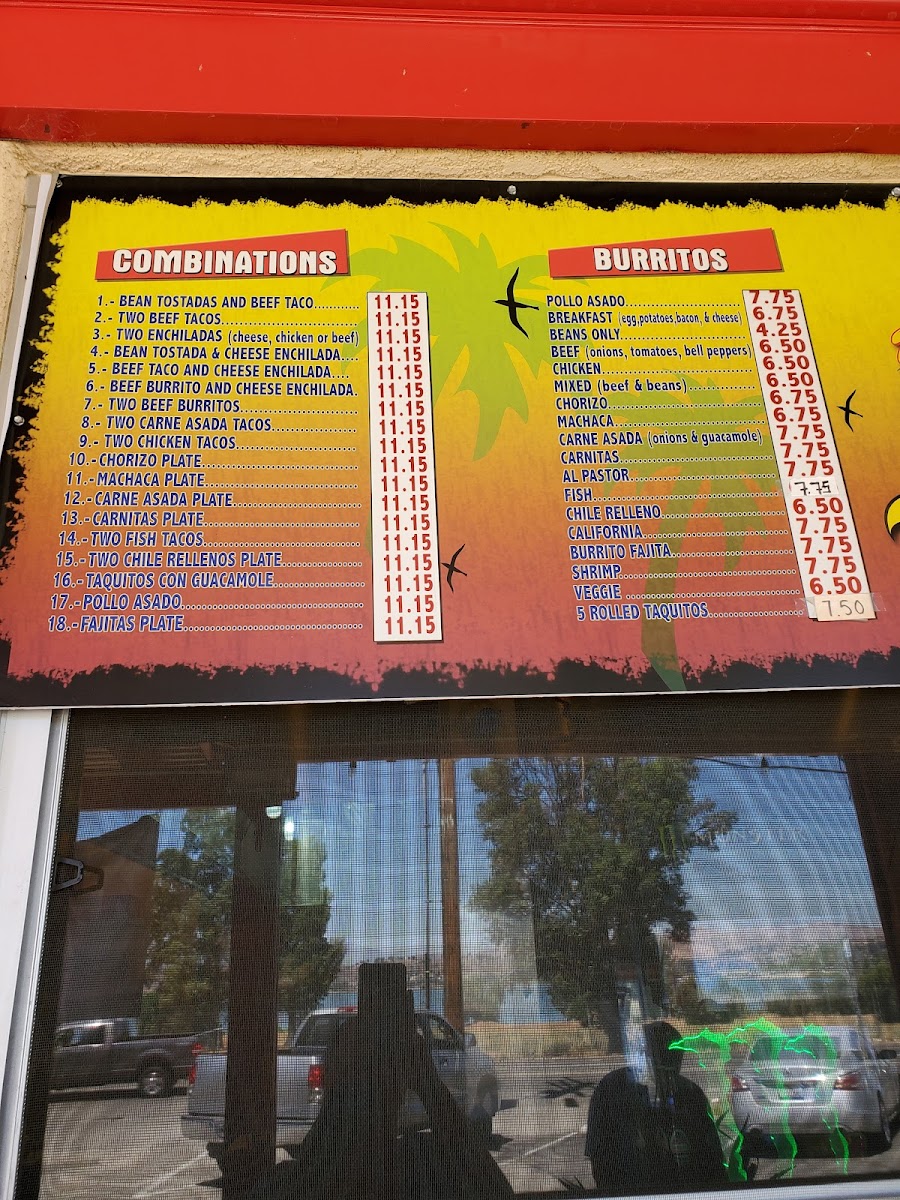 COMBINATIONS
1.- BEAN TOSTADAS AND BEEF TACO........... 11.15
2.- TWO BEEF TACOS................................. 11.15
3.- TWO ENCHILADAS (cheese, chicken or beef) 11.15
4.- BEAN TOSTADA & CHEESE ENCHILADA.... 11.15
5.- BEEF TACO AND CHEESE ENCHILADA.... 11.15
6.- BEEF BURRITO AND CHEESE ENCHILADA. 11.15
7.- TWO BEEF BURRITOS............................. 11.15
8.- TWO CARNE ASADA TACOS..................... 11.15
9.- TWO CHICKEN TACOS............................. 11.15
10.-CHORIZO PLATE..................................... 11.15
11.-MACHACA PLATE.................................... 11.15
12.-CARNE ASADA PLATE.............................. 11.15
13.-CARNITAS PLATE..................................... 11.15
14.-TWO FISH TACOS..................................... 11.15
15.-TWO CHILE RELLENOS PLATE.................. 11.15
16.-TAQUITOS CON GUACAMOLE.................... 11.15
17.-POLLO ASADO.......................................... 11.15
18.-FAJITAS PLATE......................................... 11.15
BURRITOS
POLLO ASADO............................ 7.75
BREAKFAST (egg,potatoes,bacon, & cheese) 6.75
BEANS ONLY............................... 4.25
BEEF (onions, tomatoes, bell peppers) 6.50
CHICKEN.................................... 6.50
MIXED (beef & beans)................ 6.50
CHORIZO.................................... 6.75
MACHACA................................... 6.75
CARNE ASADA (onions & guacamole) 7.75
CARNITAS................................... 7.75
AL PASTOR.................................. 7.75
FISH............................................ 7.75
CHILE RELLENO........................... 6.50
CALIFORNIA................................ 7.75
BURRITO FAJITA.......................... 7.75
SHRIMP....................................... 7.75
VEGGIE ....................................... 6.50
5 ROLLED TAQUITOS.................... 7.50